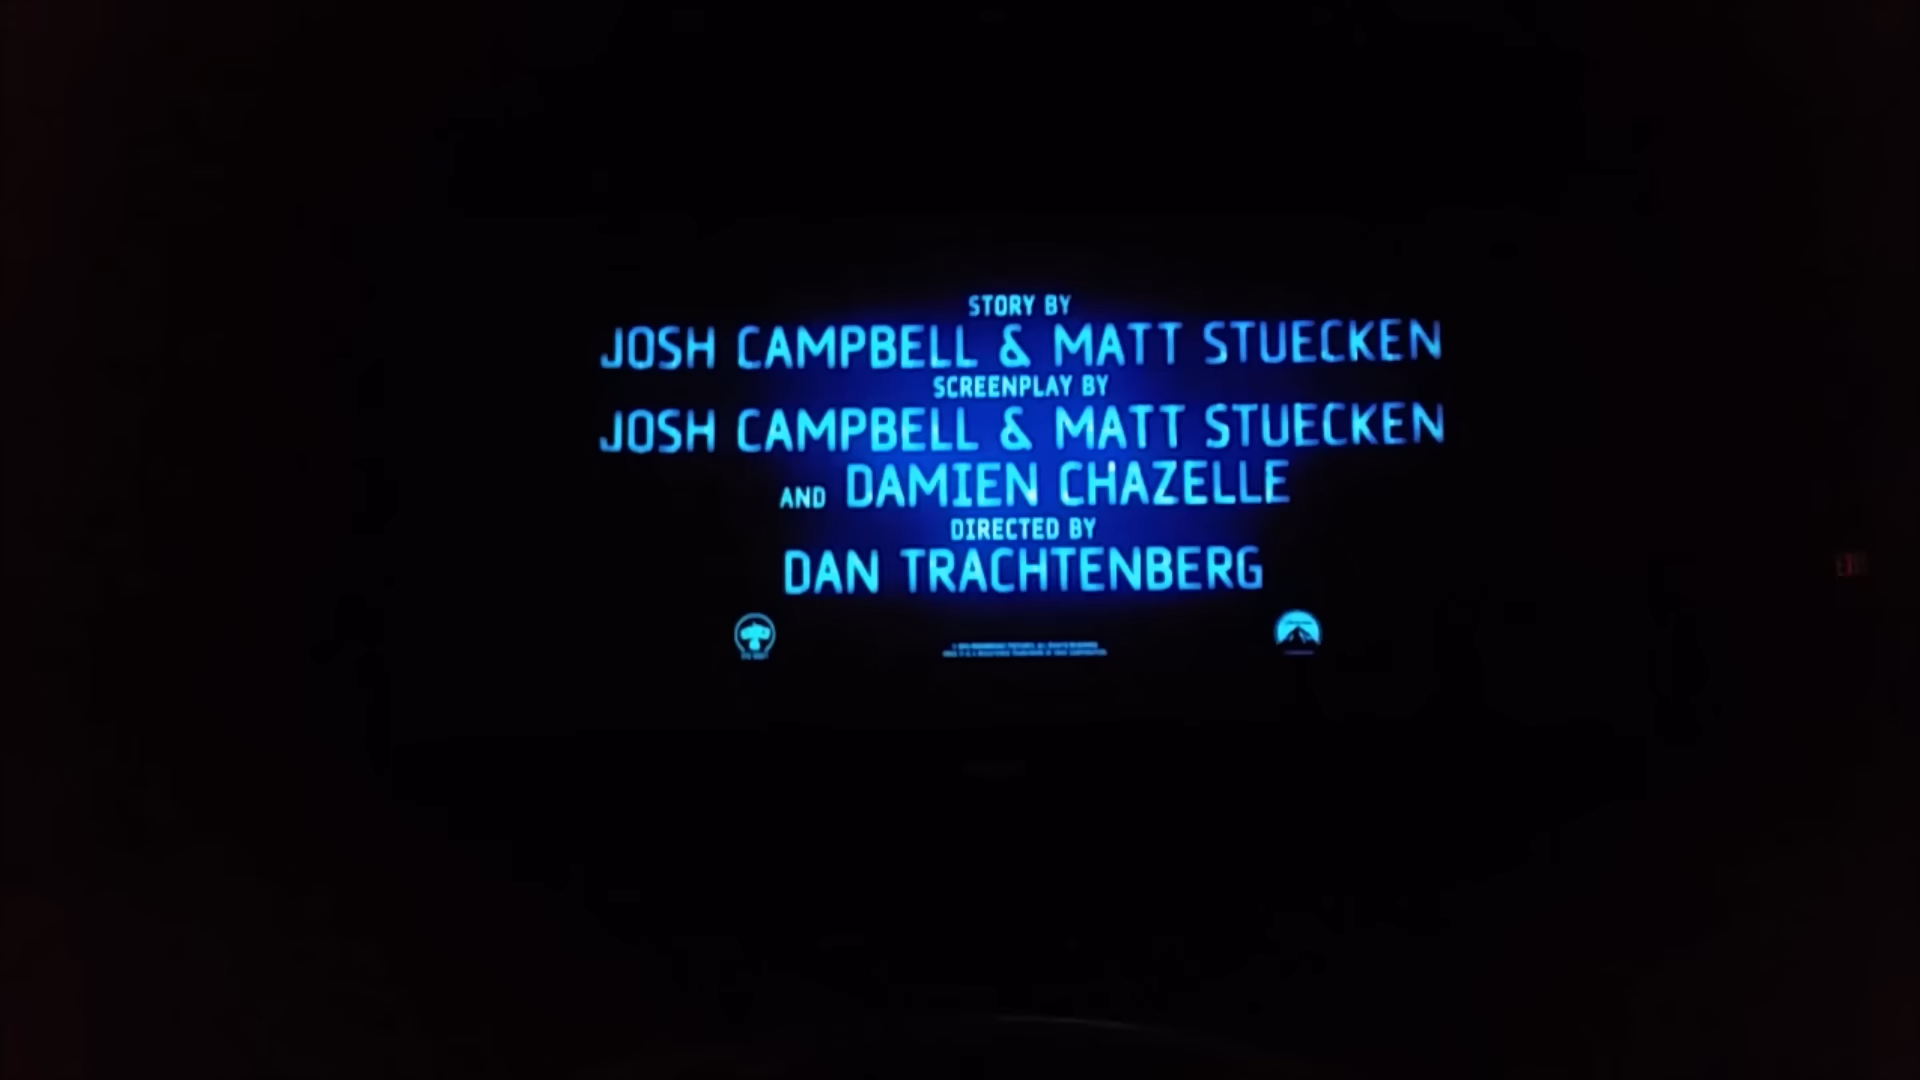 STORY BY
JOSH CAMPBELL & MATT STUECKEN
SCREENPLAY BY
JOSH CAMPBELL & MATT STUECKEN
AND DAMIEN CHAZELLE
DIRECTED BY
DAN TRACHTENBERG